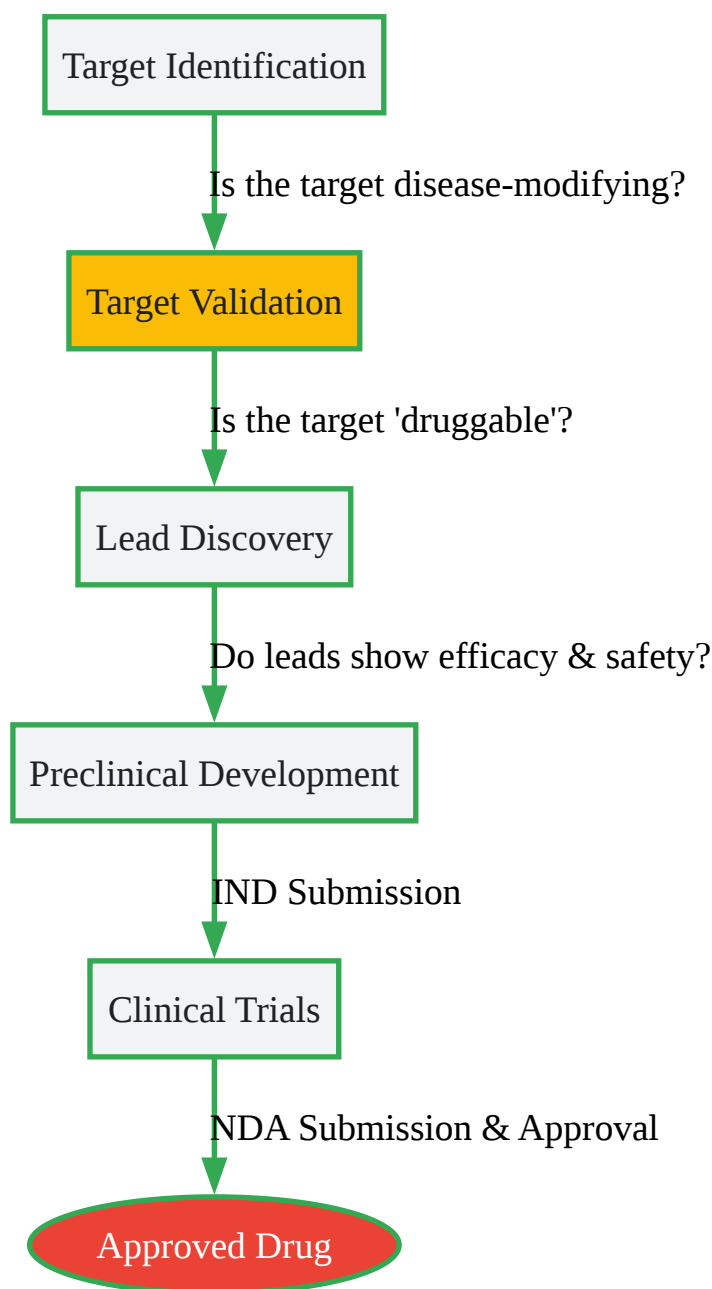 Target Identification
Is the target disease-modifying?
Target Validation
Is the target 'druggable'?
Lead Discovery
Do leads show efficacy & safety?
Preclinical Development
IND Submission
Clinical Trials
NDA Submission & Approval
Approved Drug